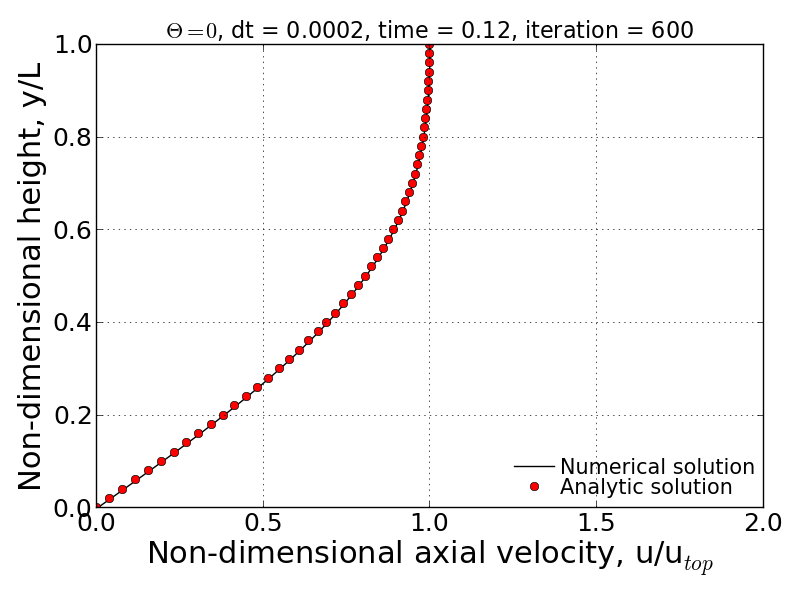 Θ = 0, dt = 0.0002, time = 0.12, iteration = 600
Non-dimensional height, y/L
1.0
0.8
0.6
0.4
0.2
0.0
0.0 0.5 1.0 1.5 2.0
Numerical solution
Analytic solution
Non-dimensional axial velocity, u/u_top